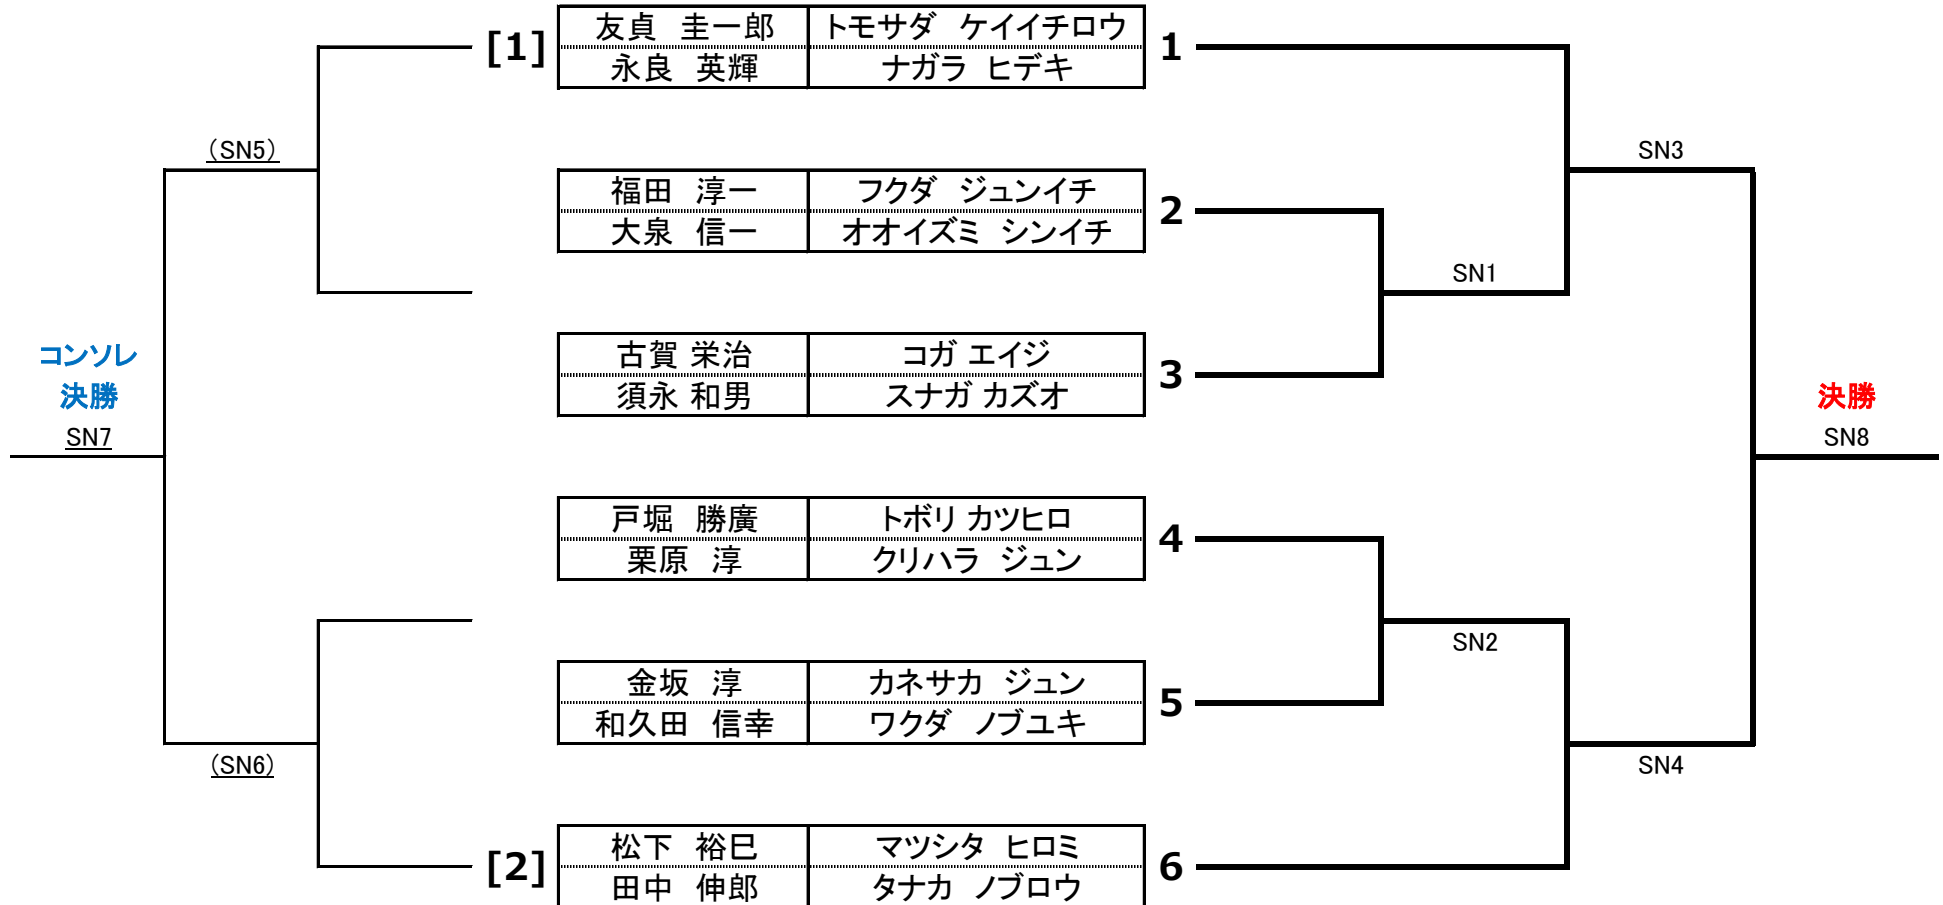 [1] 友貞 圭一郎 トモサダ ケイイチロウ 1
永良 英輝 ナガラ ヒデキ
(SN5) SN3
福田 淳一 フクダ ジュンイチ 2
大泉 信一 オオイズミ シンイチ
SN1
古賀 栄治 コガ エイジ 3
須永 和男 スナガ カズオ
コンソレ
決勝 決勝
SN7 SN8
戸堀 勝廣 トボリ カツヒロ 4
栗原 淳 クリハラ ジュン
SN2
金坂 淳 カネサカ ジュン 5
和久田 信幸 ワクダ ノブユキ
(SN6) SN4
[2] 松下 裕巳 マツシタ ヒロミ 6
田中 伸郎 タナカ ノブロウ